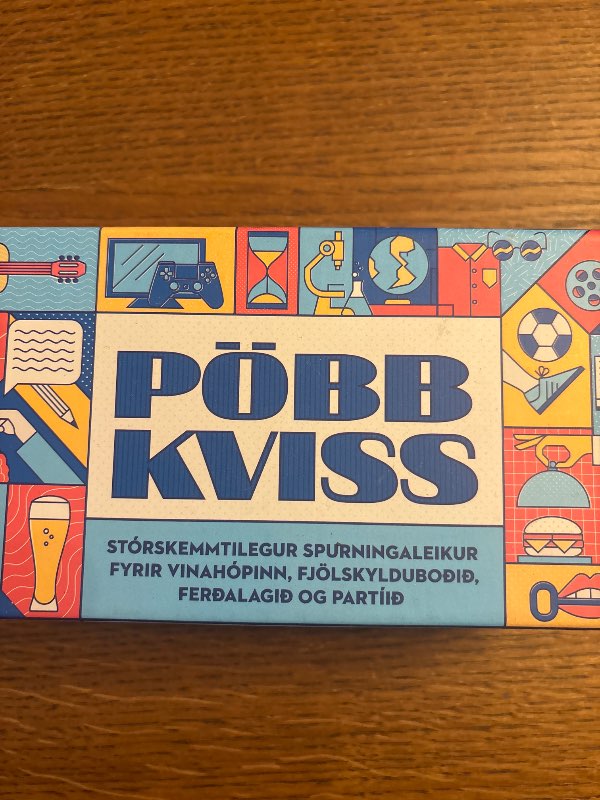 PÖBB
KVISS
STÓRSKEMMTILEGUR SPURNINGALEIKUR
FYRIR VINAHÓPINN, FJÖLSKYLDUBOÐIÐ,
FERÐALAGIÐ OG PARTÍIÐ